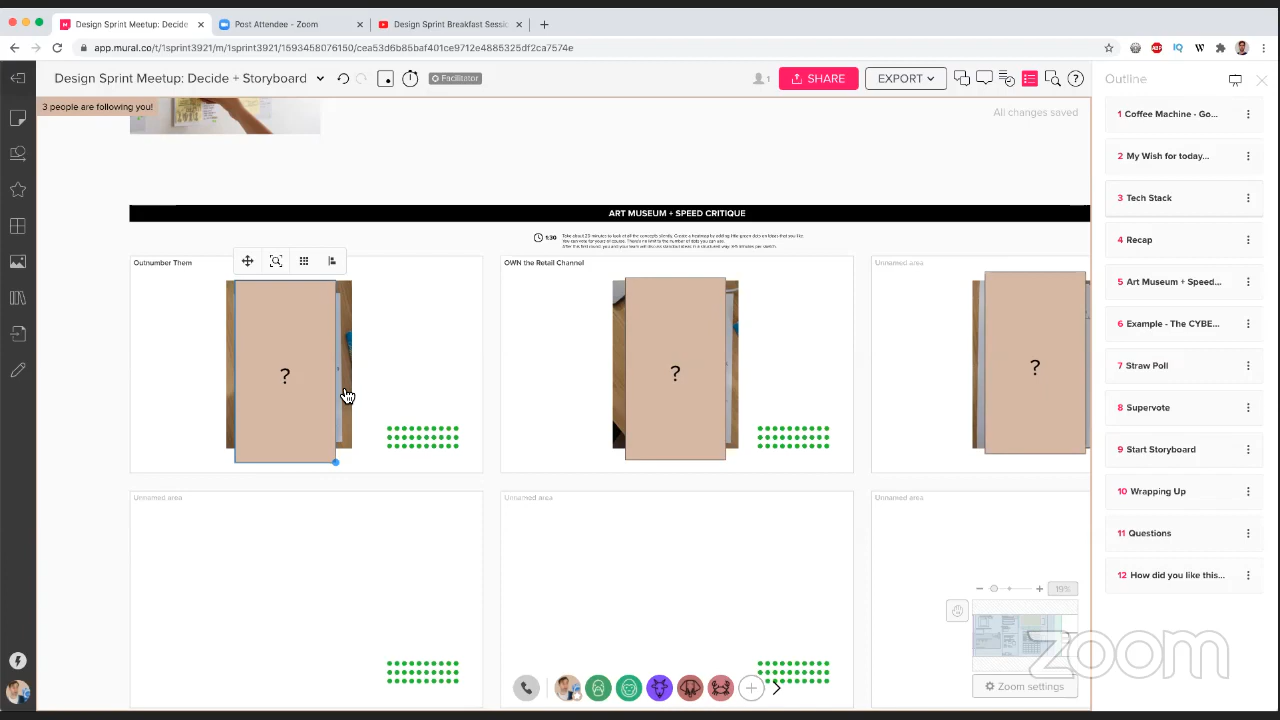 Design Sprint Meetup: Decide
Post Attendee - Zoom
Design Sprint Breakfast Sessi
app.mural.co/t/1sprint3921/m/1sprint3921/1593458076150/cea53d6b85baf401ce9712e4885325df2ca7574e
Design Sprint Meetup: Decide + Storyboard
Facilitator
1
SHARE
EXPORT
Outline
3 people are following you!
All changes saved
1 Coffee Machine - Go...
2 My Wish for today...
3 Tech Stack
4 Recap
5 Art Museum + Speed...
6 Example - The CYBE...
7 Straw Poll
8 Supervote
9 Start Storyboard
10 Wrapping Up
11 Questions
12 How did you like this...
ART MUSEUM + SPEED CRITIQUE
1:30
Outnumber Them
OWN the Retail Channel
Unnamed area
?
?
?
Unnamed area
Unnamed area
Unnamed area
19%
Zoom settings
zoom